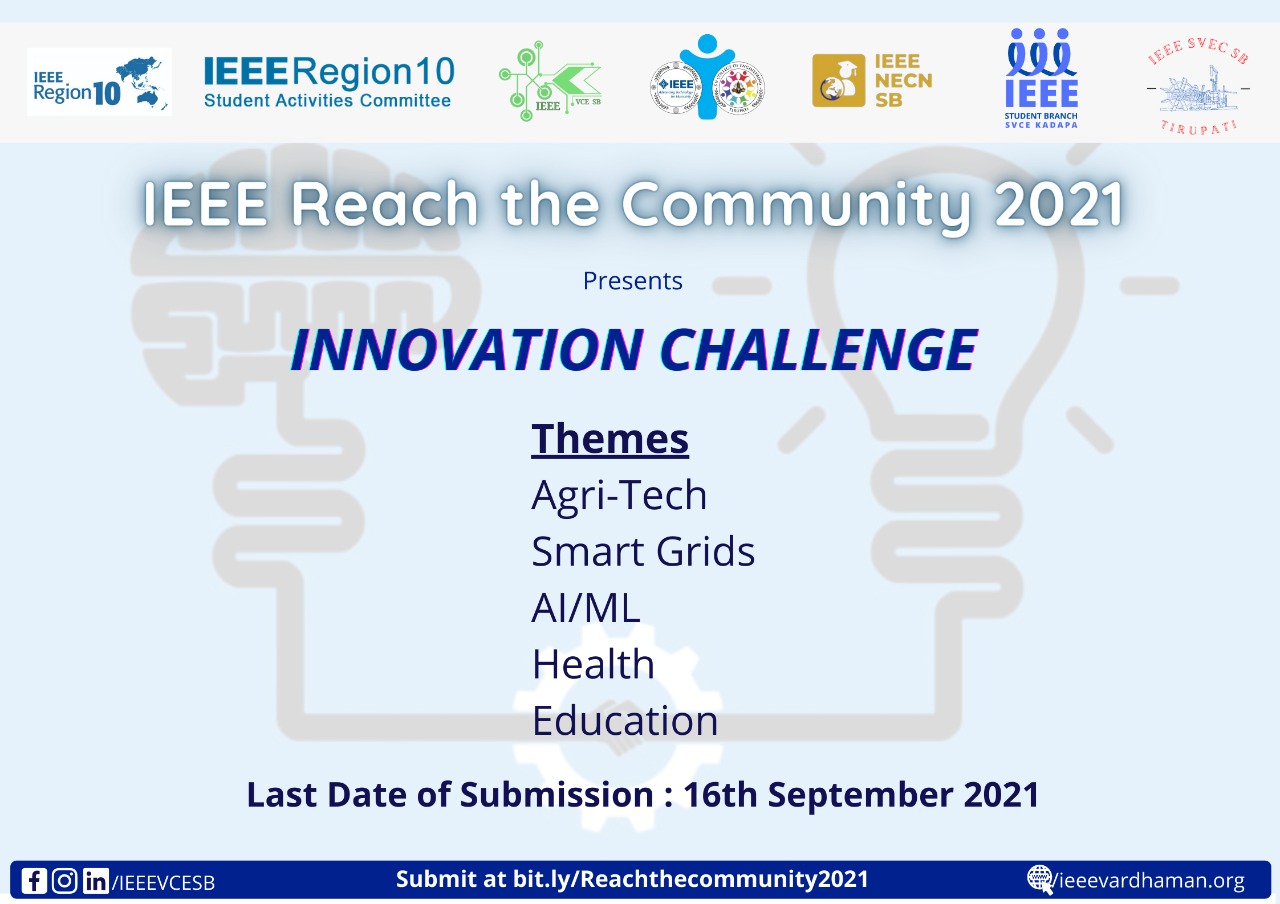 IEEE
Region10
IEEE Region10
Student Activities Committee
IEEE VCE SB
IEEE
IEEE
NECN
SB
IEEE
STUDENT BRANCH
SVCE KADAPA
IEEE SVEC SB
TIRUPATI
IEEE Reach the Community 2021
Presents
INNOVATION CHALLENGE
Themes
Agri-Tech
Smart Grids
AI/ML
Health
Education
Last Date of Submission : 16th September 2021
/IEEEVCESB
Submit at bit.ly/Reachthecommunity2021
/ieeevardhaman.org